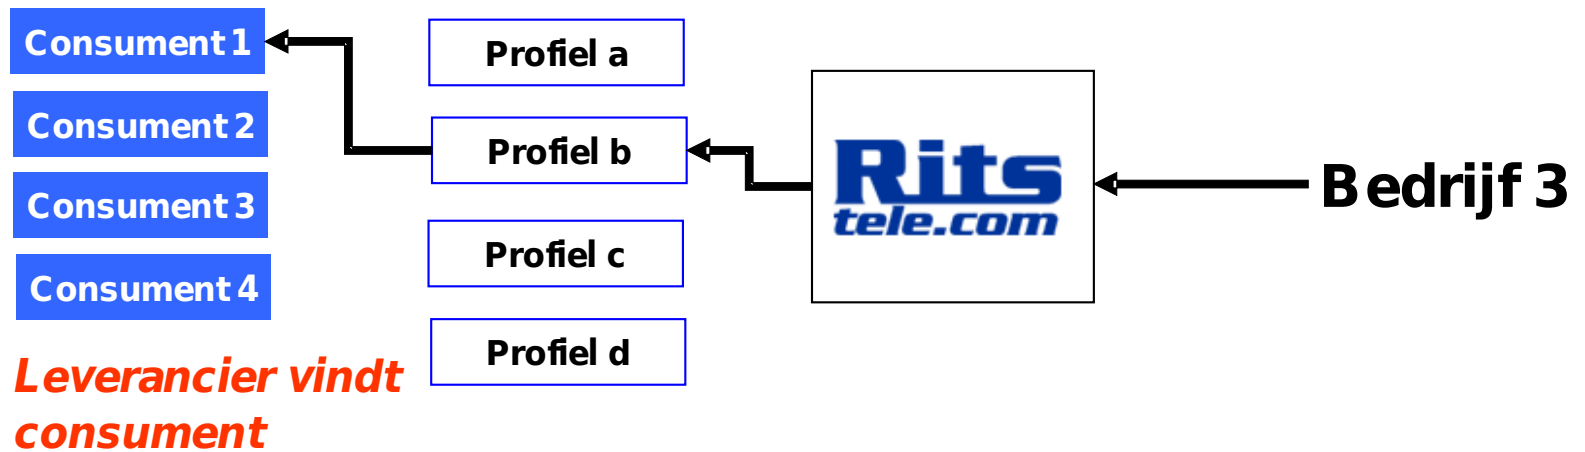 Consument 1
Consument 2
Consument 3
Consument 4
Leverancier vindt
consument
Profiel a
Profiel b
Profiel c
Profiel d
Rits
tele.com
Bedrijf 3